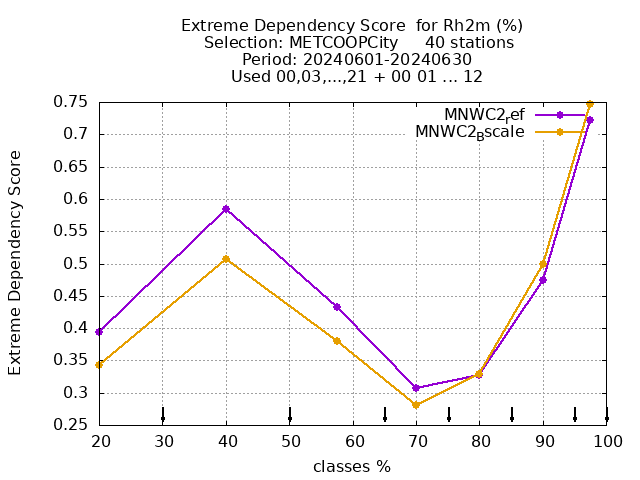 Extreme Dependency Score  for Rh2m (%)
Selection: METCOOPCity     40 stations
Period: 20240601-20240630
Used 00,03,...,21 + 00 01 ... 12
MNWC2ref
MNWC2Bscale
Extreme Dependency Score
0.75
0.7
0.65
0.6
0.55
0.5
0.45
0.4
0.35
0.3
0.25
20 30 40 50 60 70 80 90 100
classes %